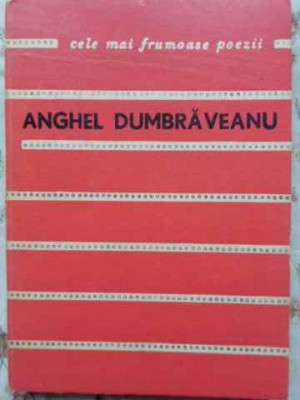 cele mai frumoase poezii
ANGHEL DUMBRĂVEANU